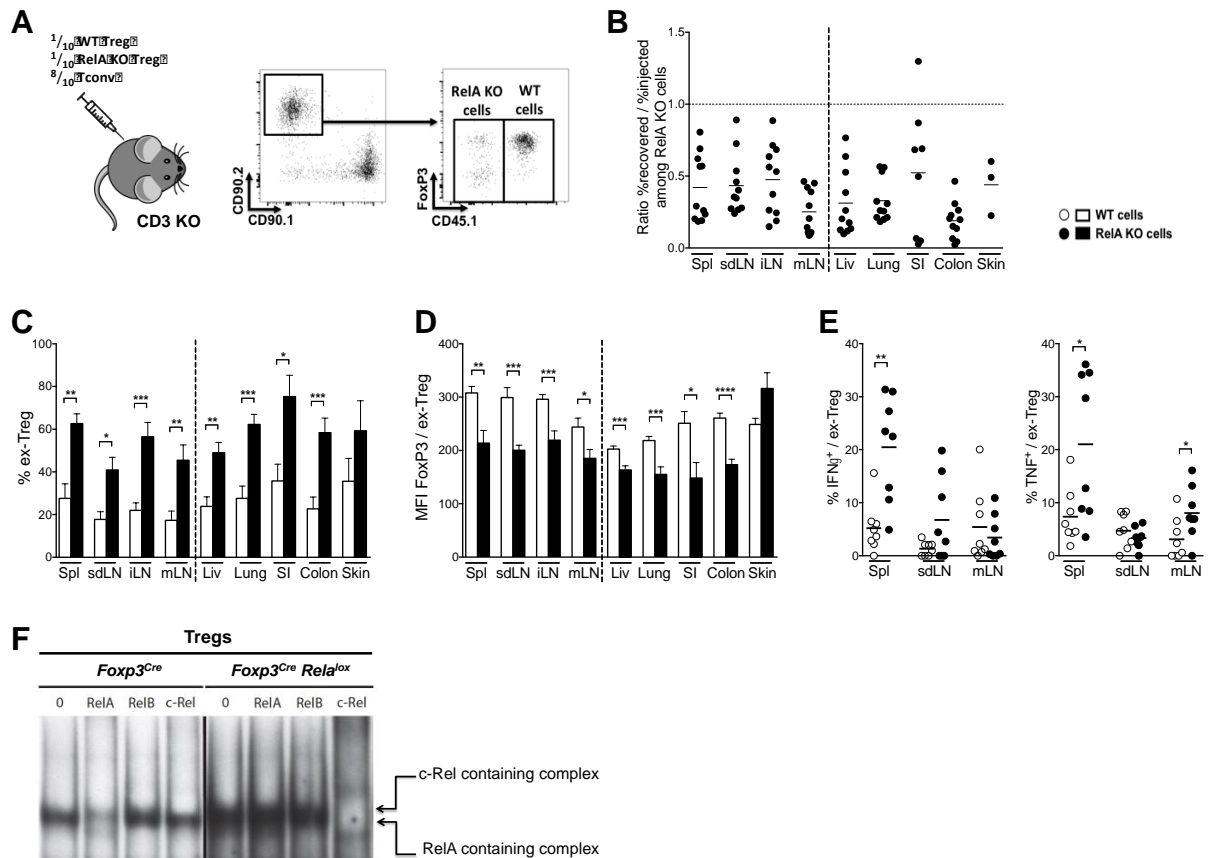 A
1/10 WT Treg
1/10 RelA KO Treg
8/10 Tconv
CD3 KO
CD90.2
CD90.1
RelA KO cells
WT cells
FoxP3
CD45.1
B
Ratio %recovered / %injected
among RelA KO cells
1.5
1.0
0.5
0.0
Spl sdLN iLN mLN Liv Lung SI Colon Skin
WT cells
RelA KO cells
C
% ex-Treg
100
80
60
40
20
0
** * *** ** ** *** * ***
Spl sdLN iLN mLN Liv Lung SI Colon Skin
D
MFI FoxP3 / ex-Treg
400
300
200
100
0
** *** *** * *** *** * ****
Spl sdLN iLN mLN Liv Lung SI Colon Skin
E
% IFNg+ / ex-Treg
40
30
20
10
0
**
Spl sdLN mLN
% TNF+ / ex-Treg
40
30
20
10
0
* *
Spl sdLN mLN
F
Tregs
Foxp3Cre
Foxp3Cre Relalox
0 RelA RelB c-Rel 0 RelA RelB c-Rel
c-Rel containing complex
RelA containing complex